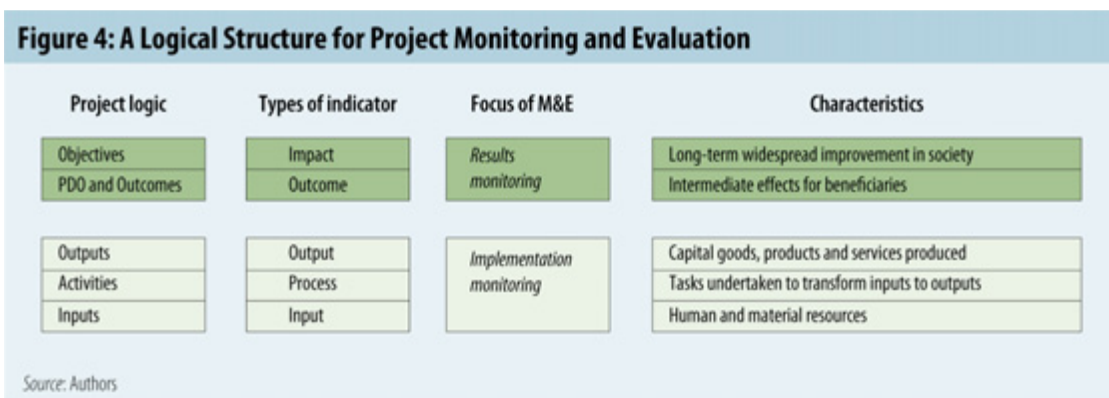 Figure 4: A Logical Structure for Project Monitoring and Evaluation
Project logic Types of indicator Focus of M&E Characteristics
Objectives Impact Results Long-term widespread improvement in society
PDO and Outcomes Outcome monitoring Intermediate effects for beneficiaries
Outputs Output Implementation Capital goods, products and services produced
Activities Process monitoring Tasks undertaken to transform inputs to outputs
Inputs Input Human and material resources
Source: Authors